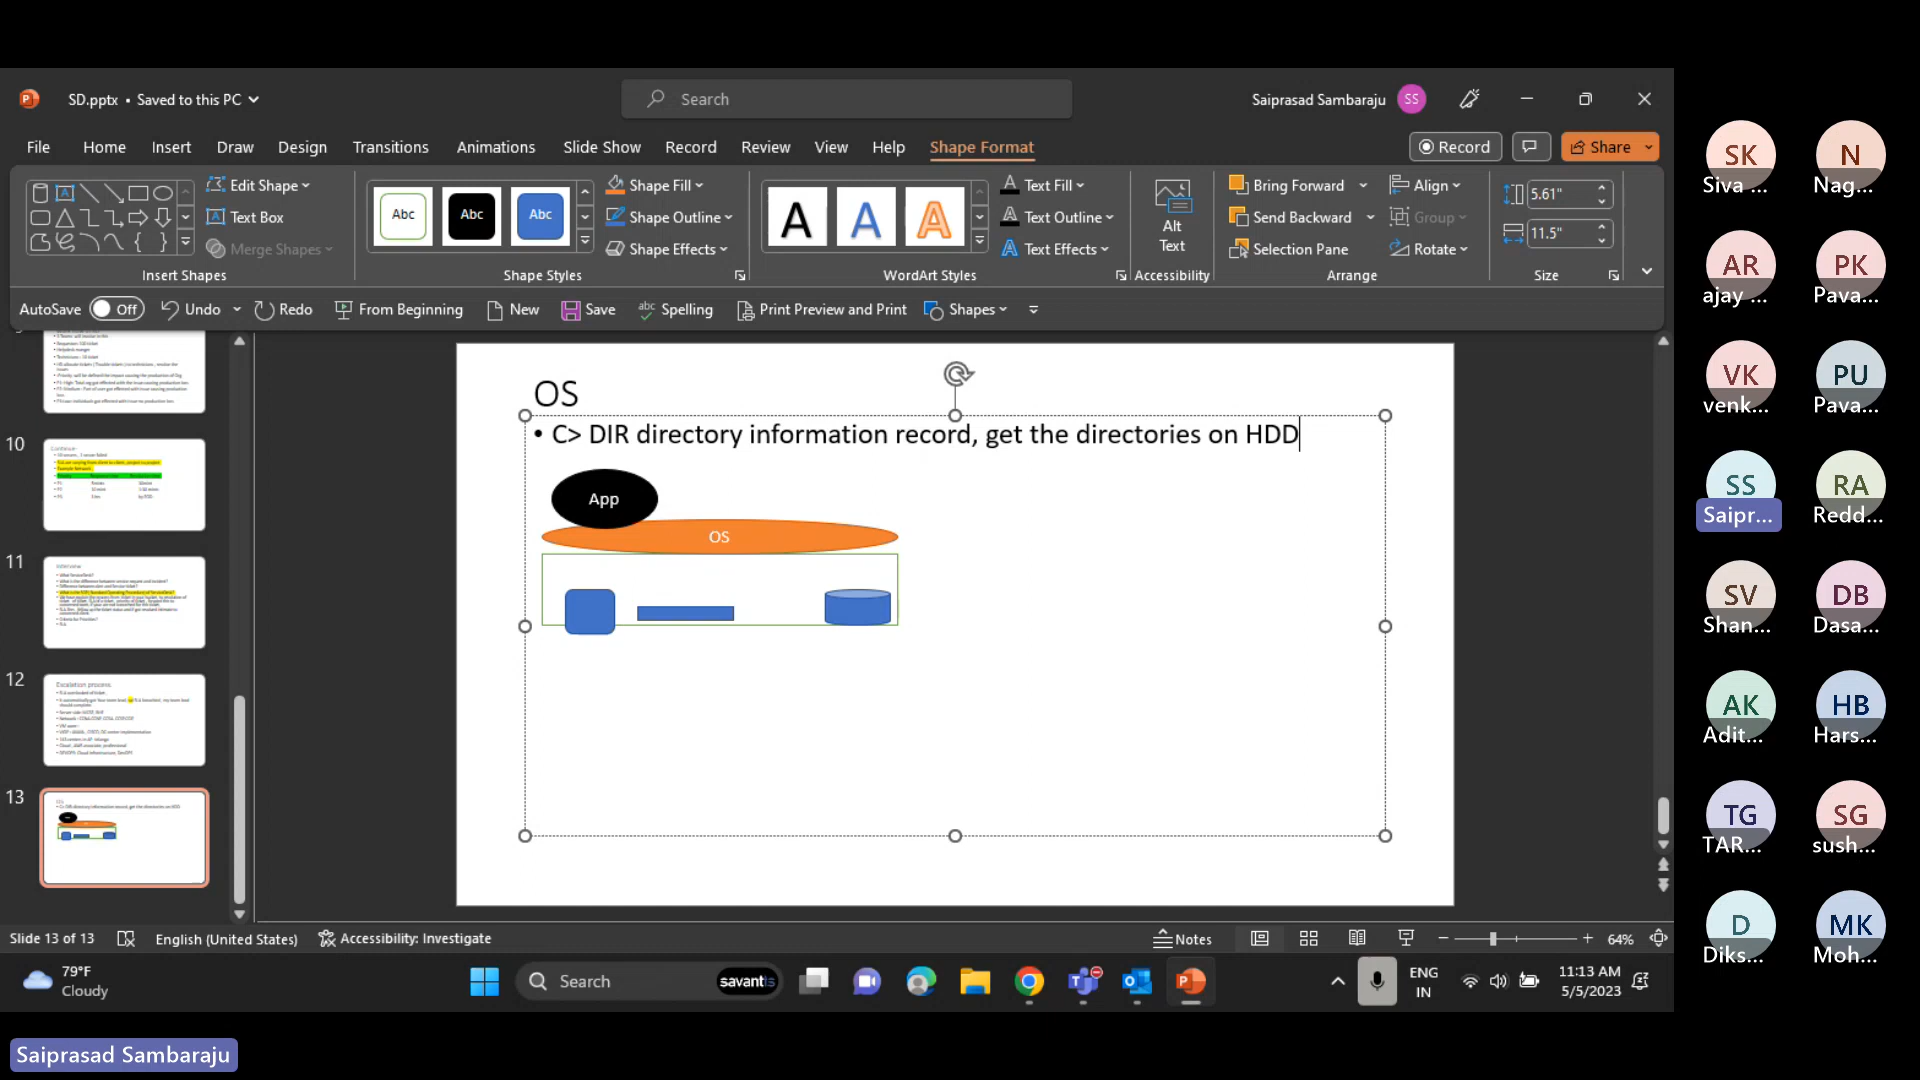 SD.pptx • Saved to this PC
Search
Saiprasad Sambaraju
SS
File
Home
Insert
Draw
Design
Transitions
Animations
Slide Show
Record
Review
View
Help
Shape Format
Record
Share
Edit Shape
Text Box
Merge Shapes
Insert Shapes
Abc
Abc
Abc
Shape Fill
Shape Outline
Shape Effects
Shape Styles
A
A
A
Text Fill
Text Outline
Text Effects
WordArt Styles
Alt
Text
Accessibility
Bring Forward
Send Backward
Selection Pane
Align
Group
Rotate
Arrange
5.61"
11.5"
Size
AutoSave
Off
Undo
Redo
From Beginning
New
Save
Spelling
Print Preview and Print
Shapes
10
11
12
Escalation process
13
OS
• C> DIR directory information record, get the directories on HDD
App
OS
Slide 13 of 13
English (United States)
Accessibility: Investigate
Notes
64%
79°F
Cloudy
Search
savantis
ENG
IN
11:13 AM
5/5/2023
Saiprasad Sambaraju
SK
Siva ...
N
Nag...
AR
ajay ...
PK
Pava...
VK
venk...
PU
Pava...
SS
Saipr...
RA
Redd...
SV
Shan...
DB
Dasa...
AK
Adit...
HB
Hars...
TG
TAR...
SG
sush...
D
Diks...
MK
Moh...